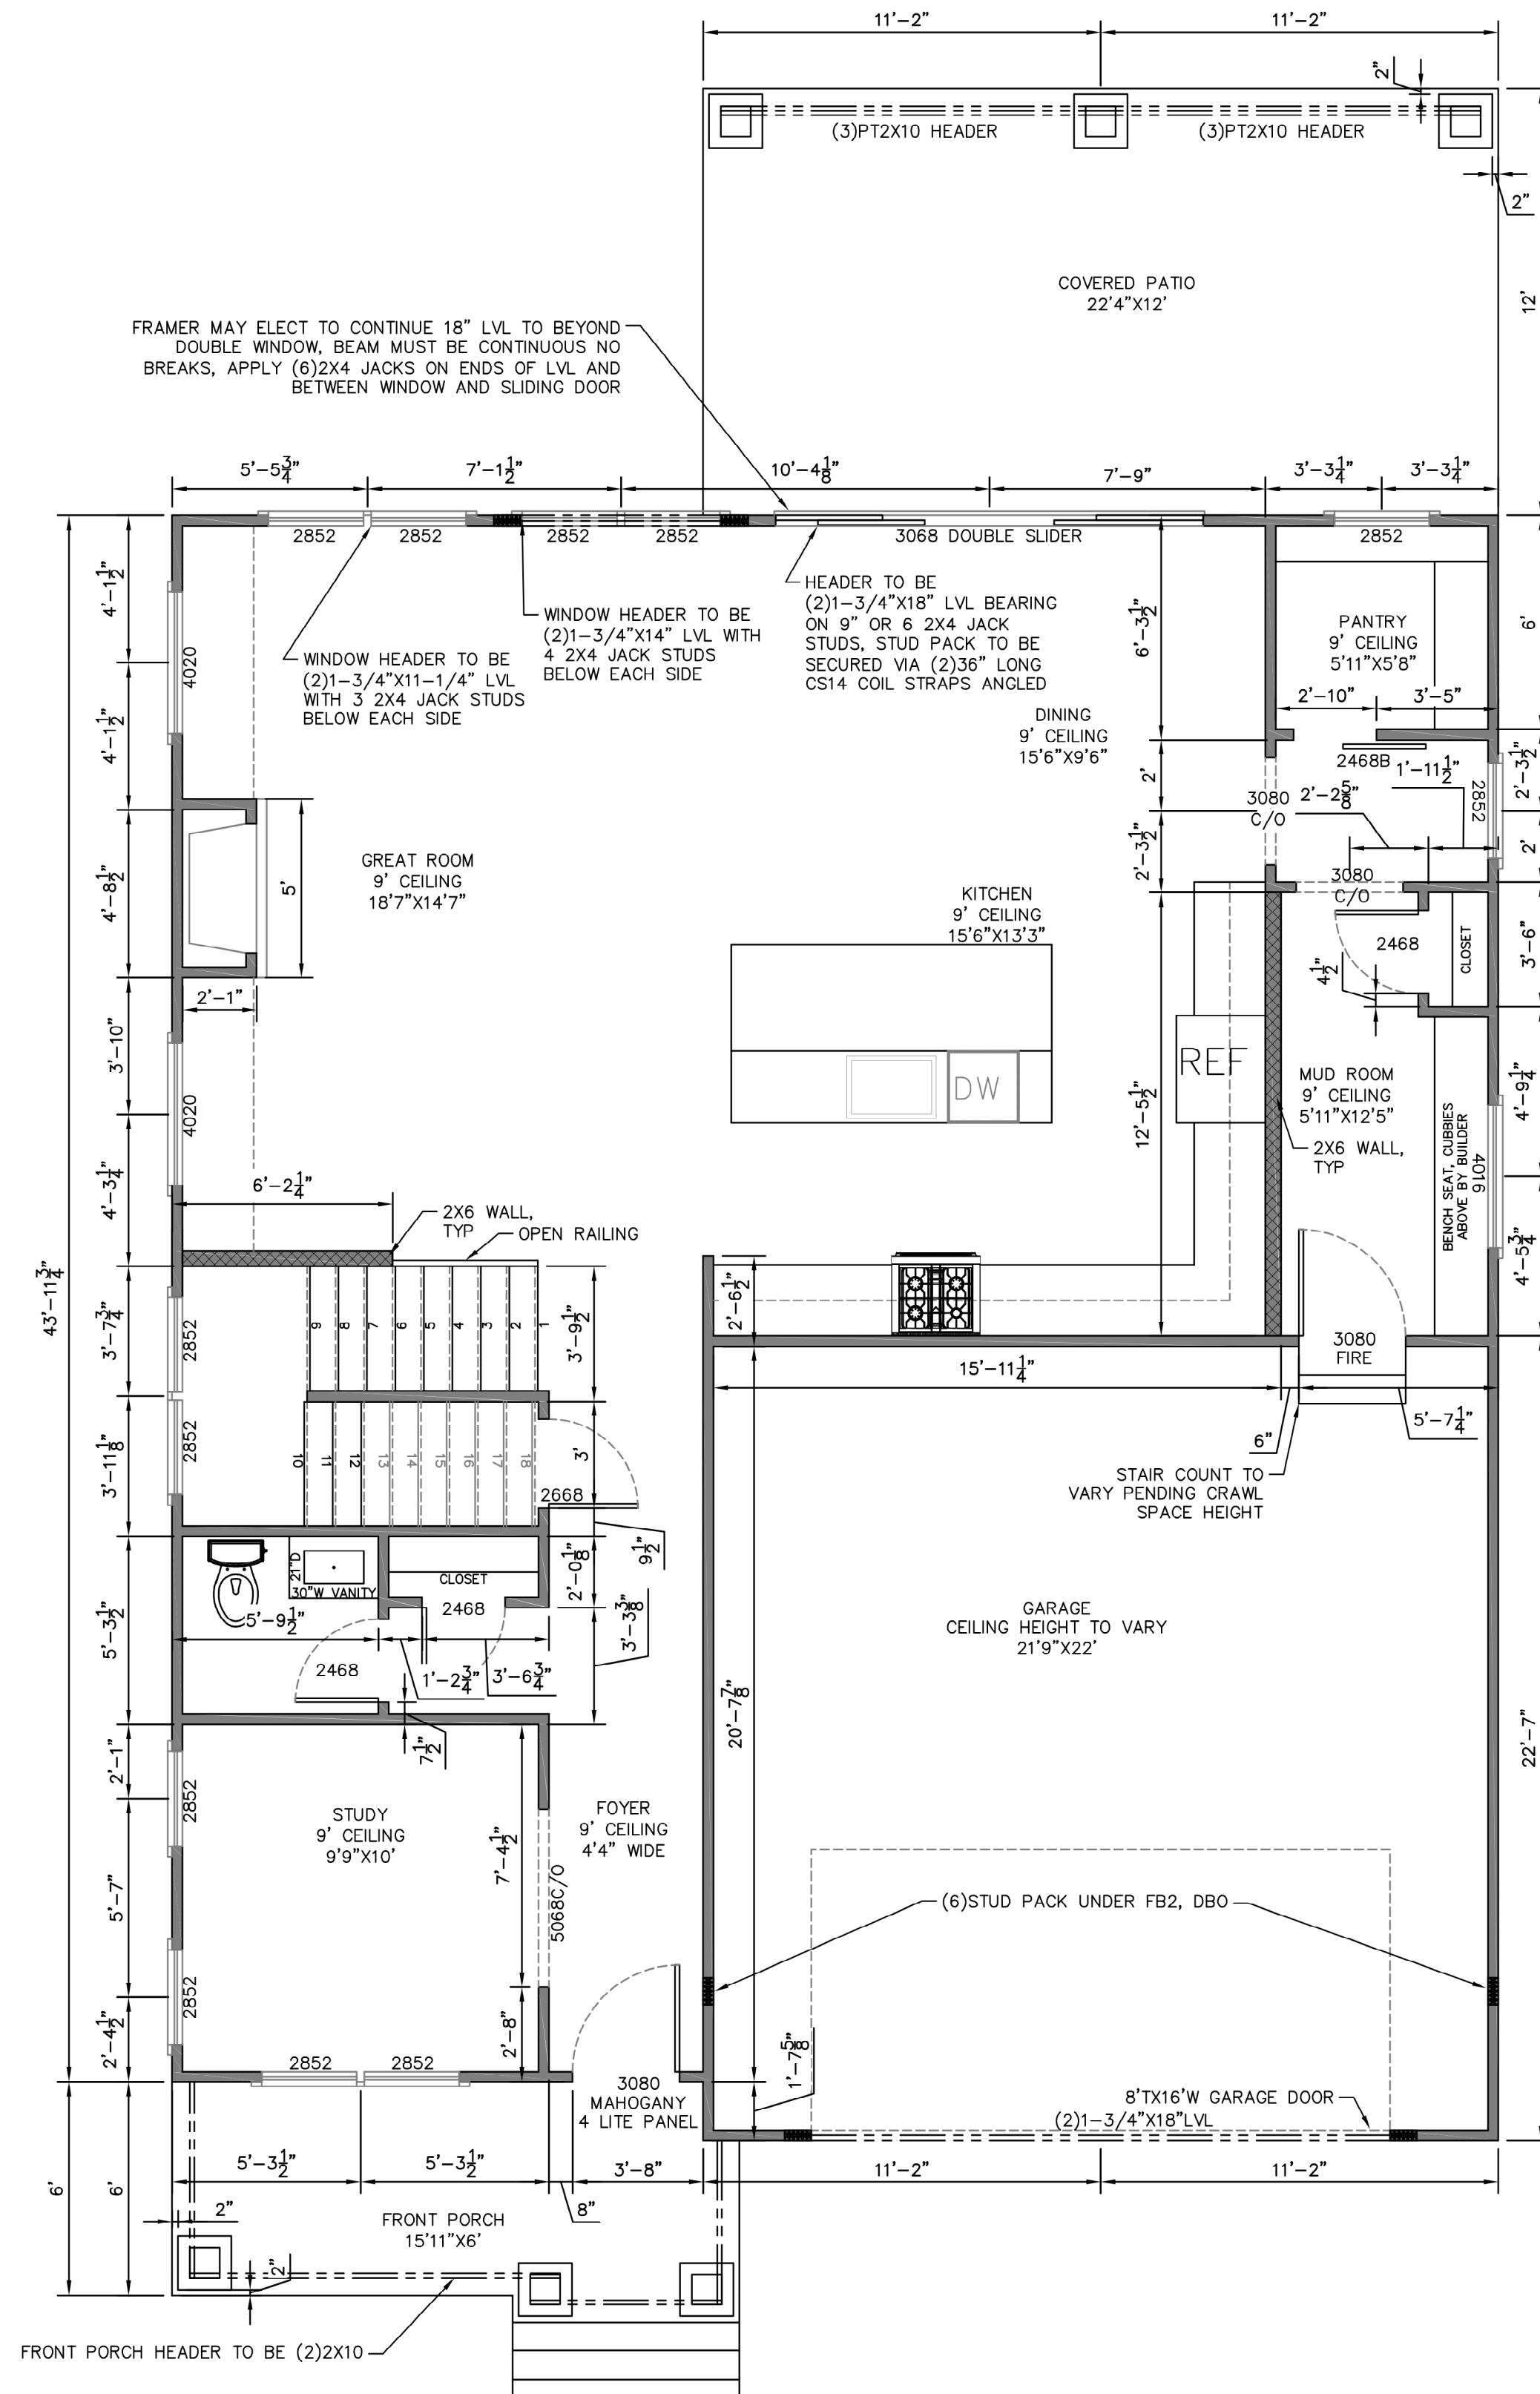 11'-2"
11'-2"
2"
(3)PT2X10 HEADER
(3)PT2X10 HEADER
2"
COVERED PATIO
22'4"X12'
12'
FRAMER MAY ELECT TO CONTINUE 18" LVL TO BEYOND
DOUBLE WINDOW, BEAM MUST BE CONTINUOUS NO
BREAKS, APPLY (6)2X4 JACKS ON ENDS OF LVL AND
BETWEEN WINDOW AND SLIDING DOOR
5'-5 3/4"
7'-1 1/2"
10'-4 1/8"
7'-9"
3'-3 1/4"
3'-3 1/4"
2852
2852
2852
2852
3068 DOUBLE SLIDER
2852
4'-1 1/2"
4020
4'-1 1/2"
WINDOW HEADER TO BE
(2)1-3/4"X11-1/4" LVL
WITH 3 2X4 JACK STUDS
BELOW EACH SIDE
WINDOW HEADER TO BE
(2)1-3/4"X14" LVL WITH
4 2X4 JACK STUDS
BELOW EACH SIDE
HEADER TO BE
(2)1-3/4"X18" LVL BEARING
ON 9" OR 6 2X4 JACK
STUDS, STUD PACK TO BE
SECURED VIA (2)36" LONG
CS14 COIL STRAPS ANGLED
6'-3 1/2"
PANTRY
9' CEILING
5'11"X5'8"
6'
2'-10"
3'-5"
DINING
9' CEILING
15'6"X9'6"
2'
2468B
1'-11 1/2"
2'-3 1/2"
2852
3080
C/O
2'-2 5/8"
2'-3 1/2"
2'
3080
C/O
GREAT ROOM
9' CEILING
18'7"X14'7"
4'-8 1/2"
5'
2'-1"
KITCHEN
9' CEILING
15'6"X13'3"
2468
CLOSET
3'-6"
4 1/2"
3'-10"
4020
4'-3 1/4"
DW
REF
12'-5 1/2"
MUD ROOM
9' CEILING
5'11"X12'5"
2X6 WALL,
TYP
BENCH SEAT, CUBBIES
ABOVE BY BUILDER
4016
4'-9 1/4"
4'-5 3/4"
6'-2 1/4"
2X6 WALL,
TYP
OPEN RAILING
43'-11 3/4"
3'-7 3/4"
2852
9
8
7
6
5
4
3
2
1
3'-9 1/2"
2'-6 1/2"
3080
FIRE
15'-11 1/4"
6"
5'-7 1/4"
3'-11 1/8"
2852
10
11
12
13
14
15
16
17
18
3'
2668
STAIR COUNT TO
VARY PENDING CRAWL
SPACE HEIGHT
9 1/2"
21"D
30"W VANITY
CLOSET
2'-0 1/8"
5'-3 1/2"
5'-9 1/2"
2468
3'-3 3/8"
2468
1'-2 3/4"
3'-6 3/4"
7 1/2"
GARAGE
CEILING HEIGHT TO VARY
21'9"X22'
20'-7 7/8"
22'-7"
2'-1"
2852
STUDY
9' CEILING
9'9"X10'
7'-4 1/2"
FOYER
9' CEILING
4'4" WIDE
5068C/O
5'-7"
(6)STUD PACK UNDER FB2, DBO
2852
2'-4 1/2"
2'-8"
2852
2852
1'-7 5/8"
3080
MAHOGANY
4 LITE PANEL
8'TX16'W GARAGE DOOR
(2)1-3/4"X18"LVL
5'-3 1/2"
5'-3 1/2"
3'-8"
11'-2"
11'-2"
6'
6'
2"
8"
FRONT PORCH
15'11"X6'
2"
FRONT PORCH HEADER TO BE (2)2X10